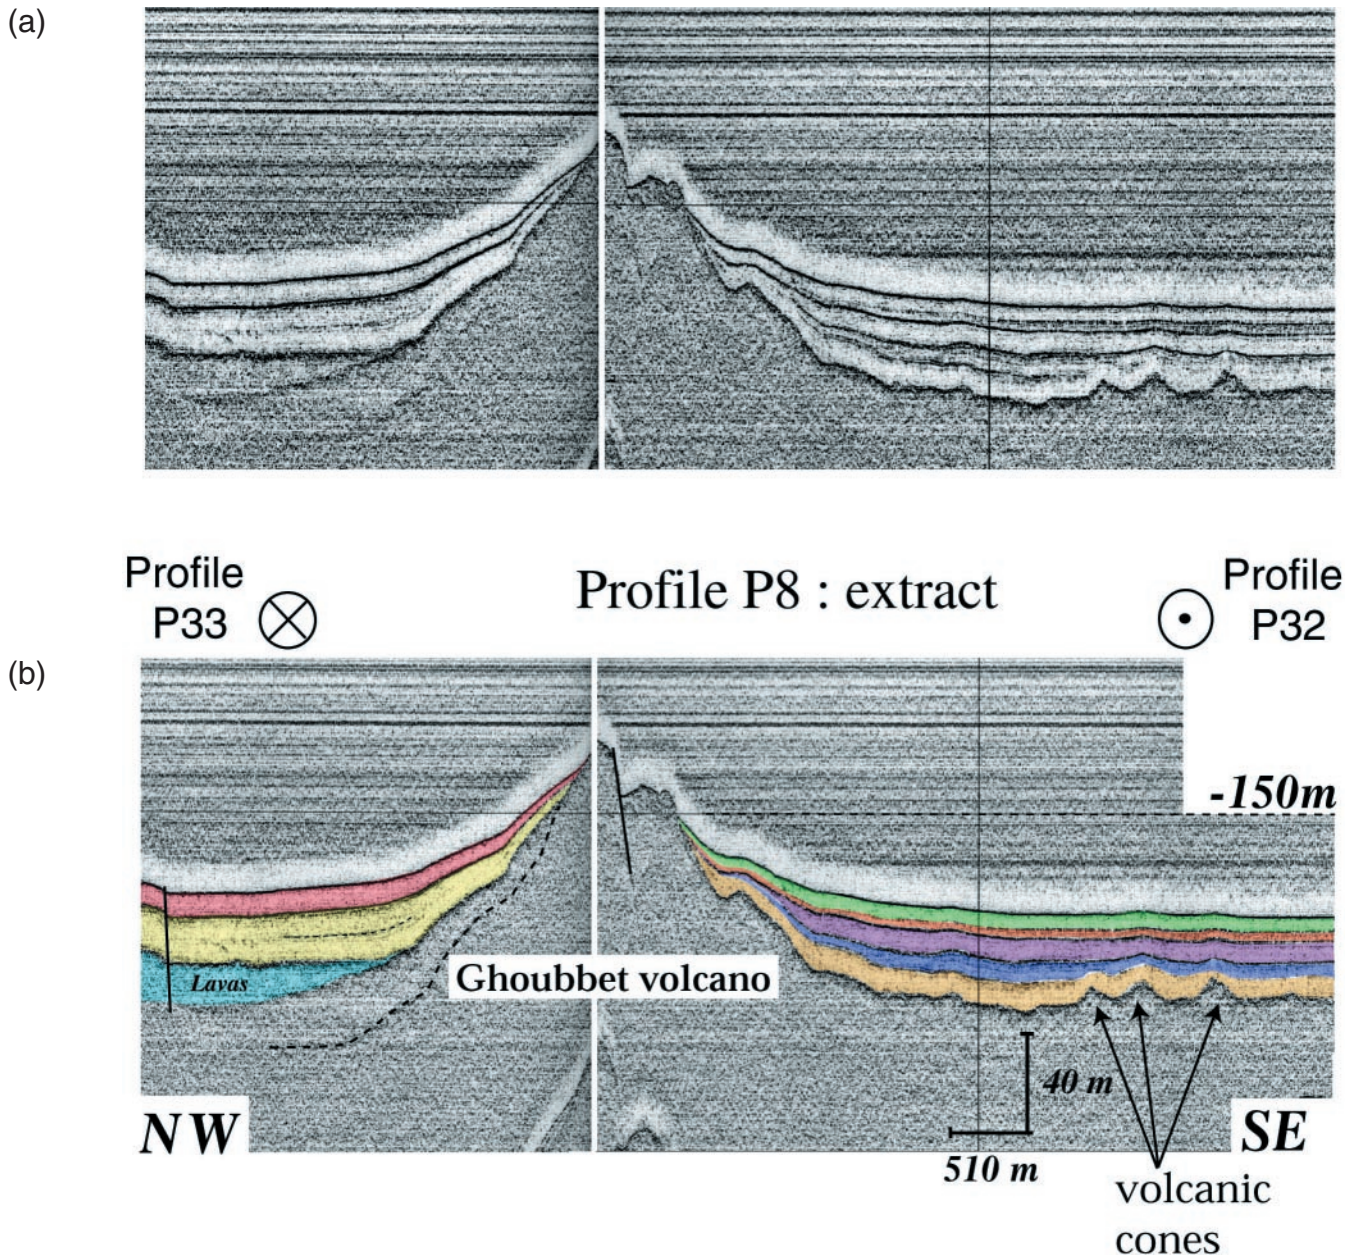 (a)
Profile
P33
Profile P8 : extract
Profile
P32
(b)
-150m
Lavas
Ghoubbet volcano
40 m
NW
SE
510 m
volcanic
cones